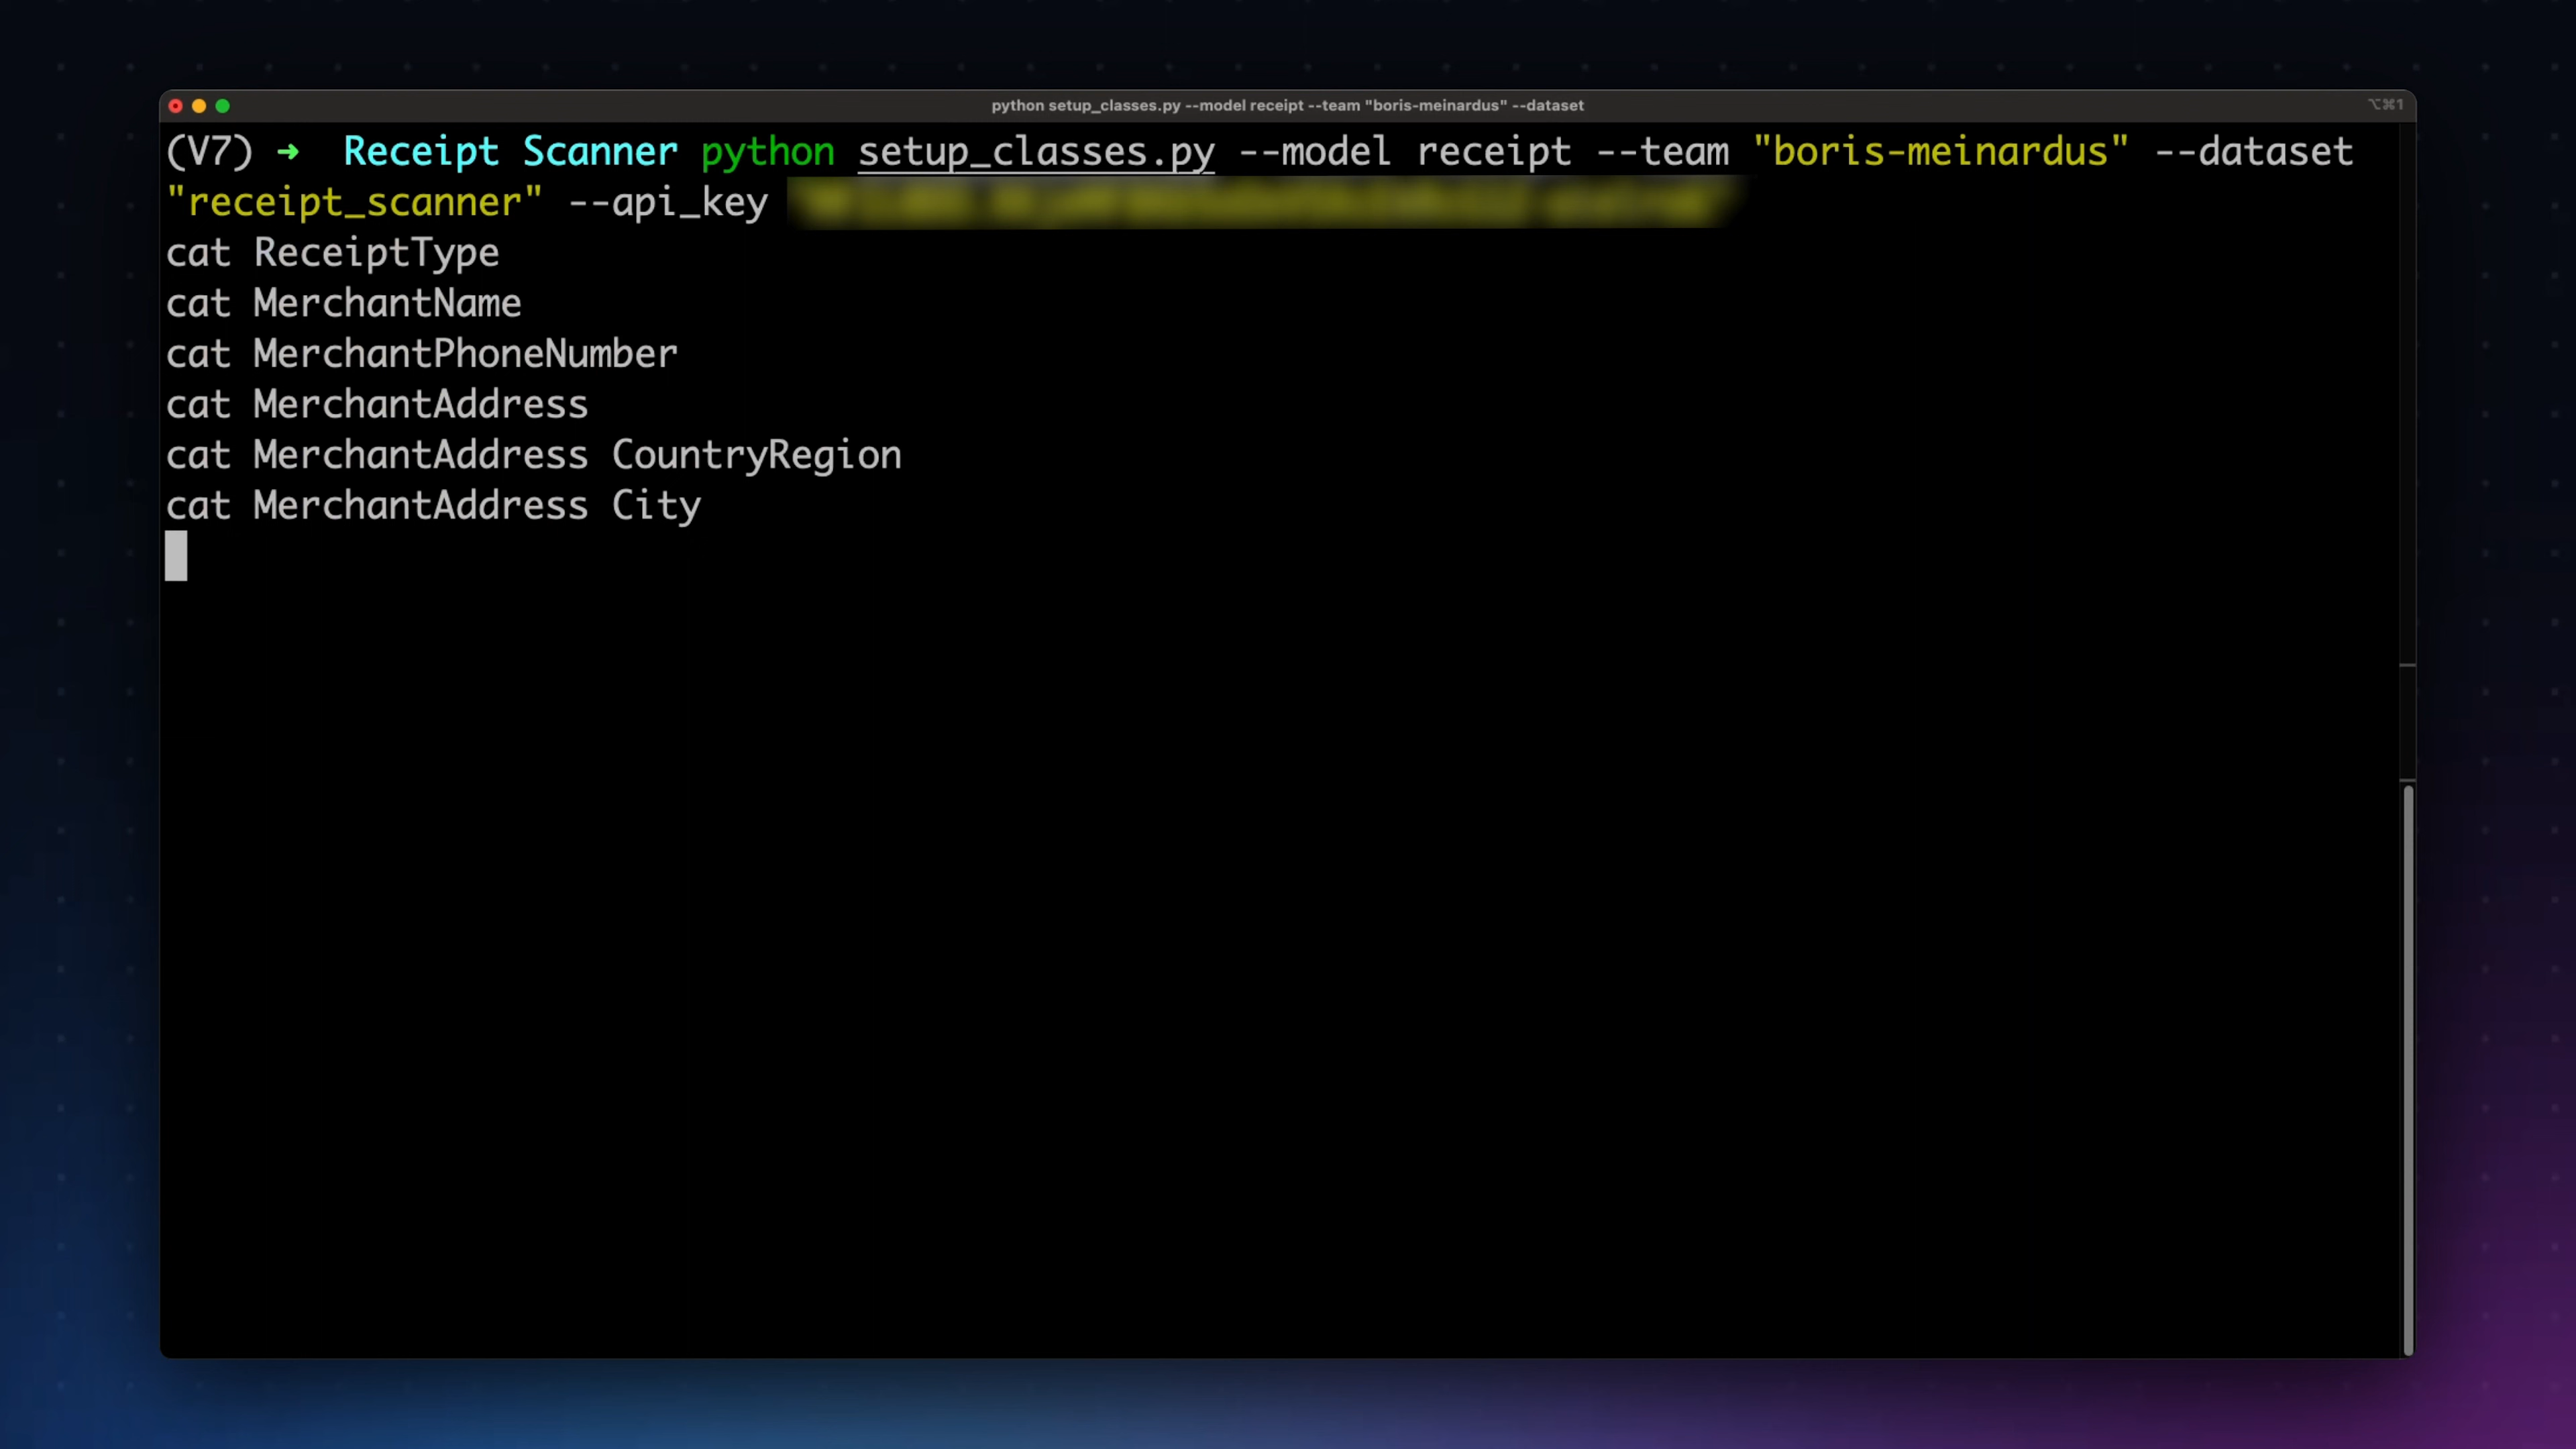 python setup_classes.py --model receipt --team "boris-meinardus" --dataset
⌥⌘1
(V7) ➜ Receipt Scanner python setup_classes.py --model receipt --team "boris-meinardus" --dataset
"receipt_scanner" --api_key
cat ReceiptType
cat MerchantName
cat MerchantPhoneNumber
cat MerchantAddress
cat MerchantAddress CountryRegion
cat MerchantAddress City